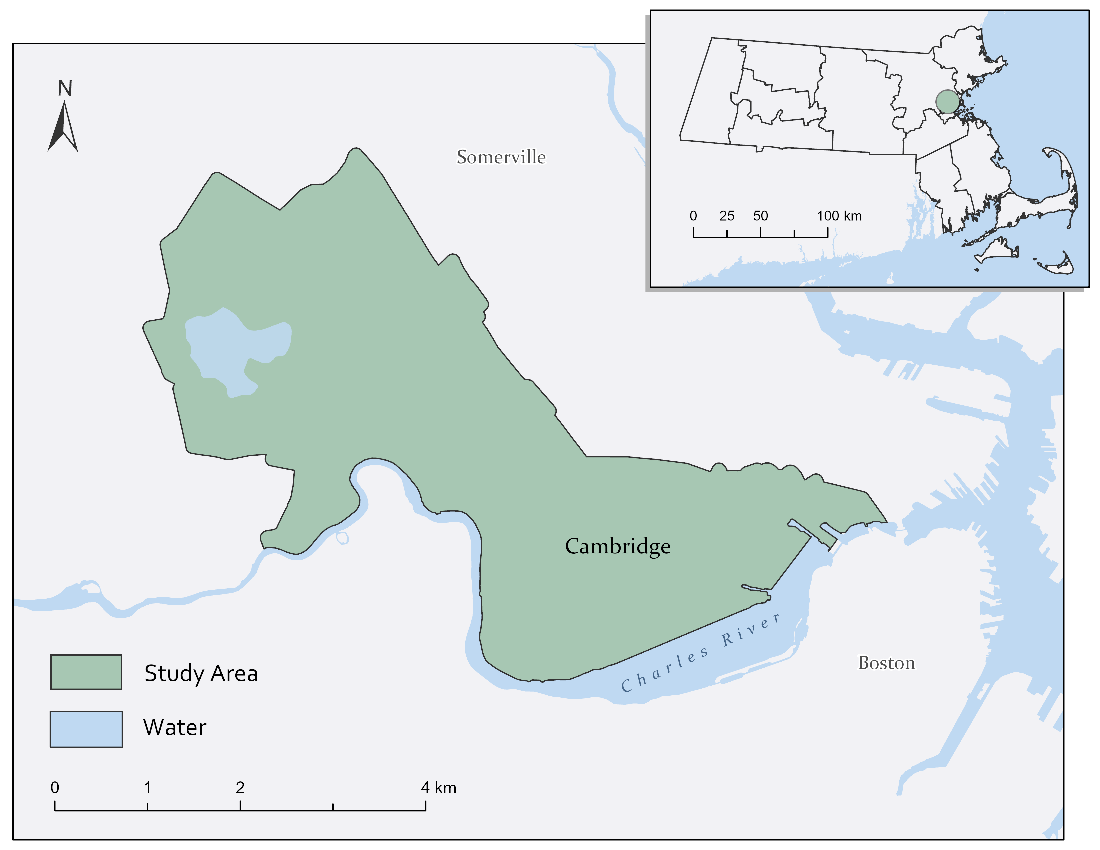 N
Somerville
0 25 50 100 km
Cambridge
Charles River
Boston
Study Area
Water
0 1 2 4 km